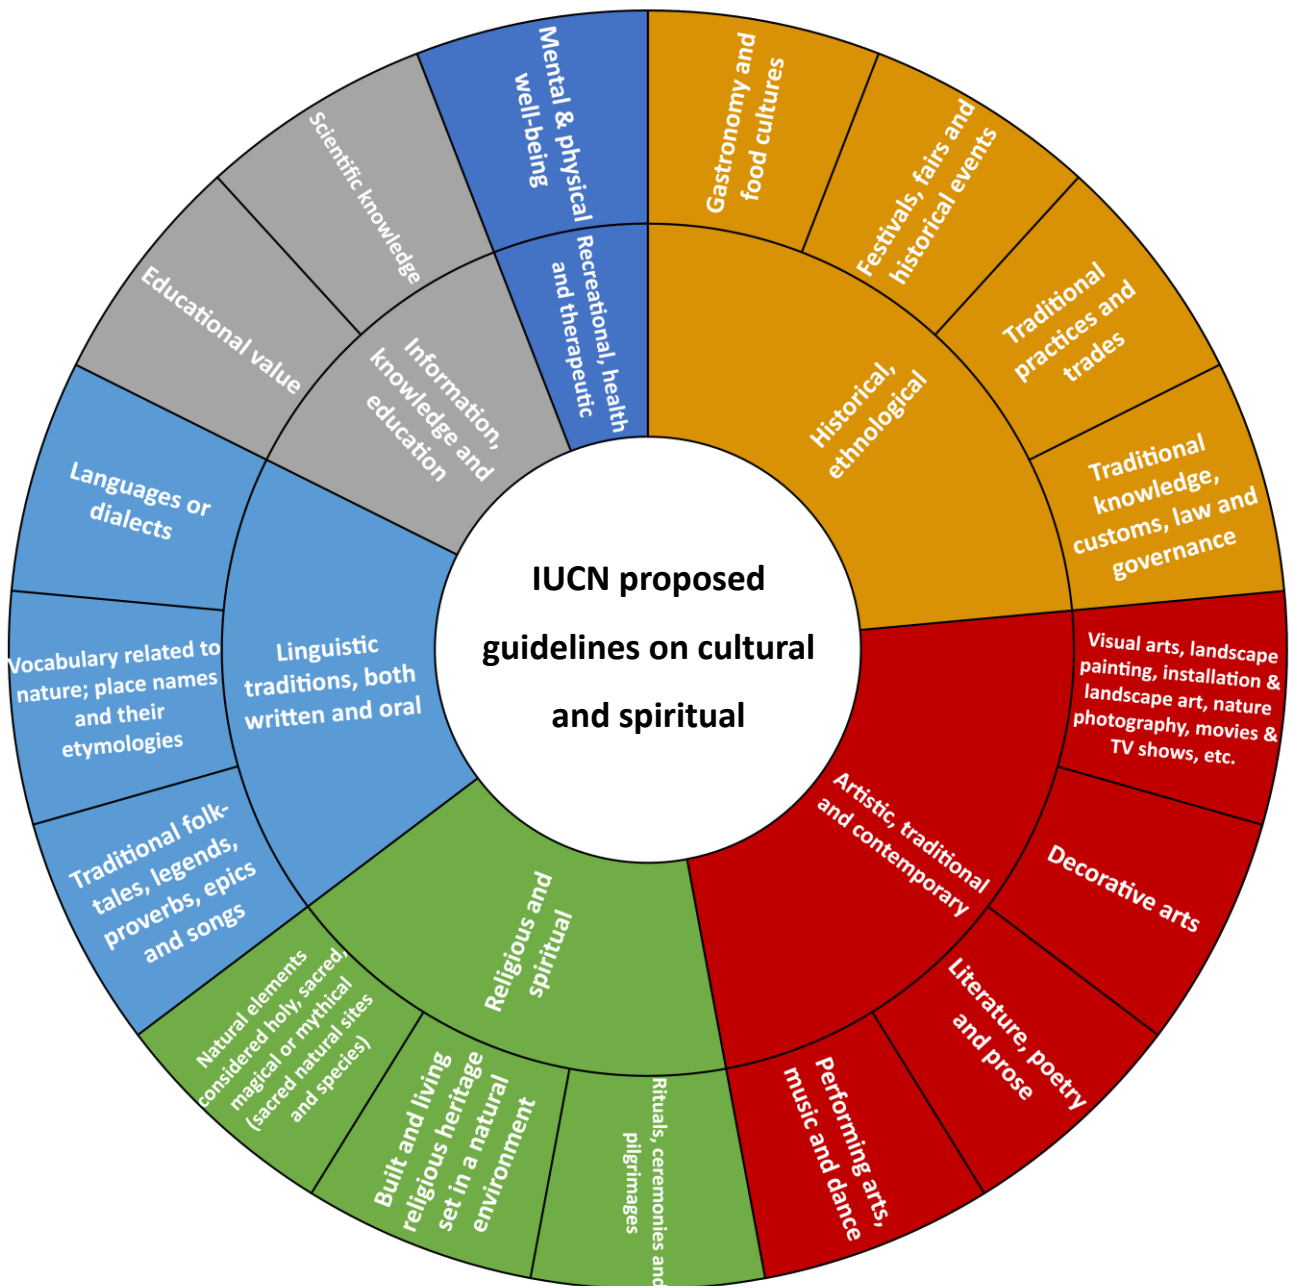 IUCN proposed
guidelines on cultural
and spiritual
Historical,
ethnological
Gastronomy and
food cultures
Festivals, fairs and
historical events
Traditional
practices and
trades
Traditional
knowledge,
customs, law and
governance
Artistic, traditional
and contemporary
Visual arts, landscape
painting, installation &
landscape art, nature
photography, movies &
TV shows, etc.
Decorative arts
Literature, poetry
and prose
Performing arts,
music and dance
Religious and
spiritual
Rituals, ceremonies and
pilgrimages
Built and living
religious heritage
set in a natural
environment
Natural elements
considered holy, sacred,
magical or mythical
(sacred natural sites
and species)
Linguistic
traditions, both
written and oral
Traditional folk-
tales, legends,
proverbs, epics
and songs
Vocabulary related to
nature; place names
and their
etymologies
Languages or
dialects
Information,
knowledge and
education
Educational value
Scientific knowledge
Recreational, health
and therapeutic
Mental & physical
well-being